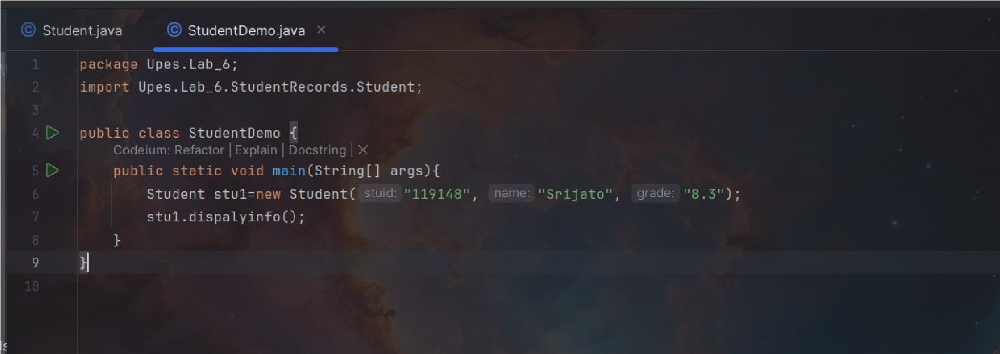 Student.java StudentDemo.java ×
1 package Upes.Lab_6;
2 import Upes.Lab_6.StudentRecords.Student;
3
4 public class StudentDemo {
Codeium: Refactor | Explain | Docstring | ×
5 public static void main(String[] args){
6 Student stu1=new Student( stuid: "119148", name: "Srijato", grade: "8.3");
7 stu1.dispalyinfo();
8 }
9 }
10